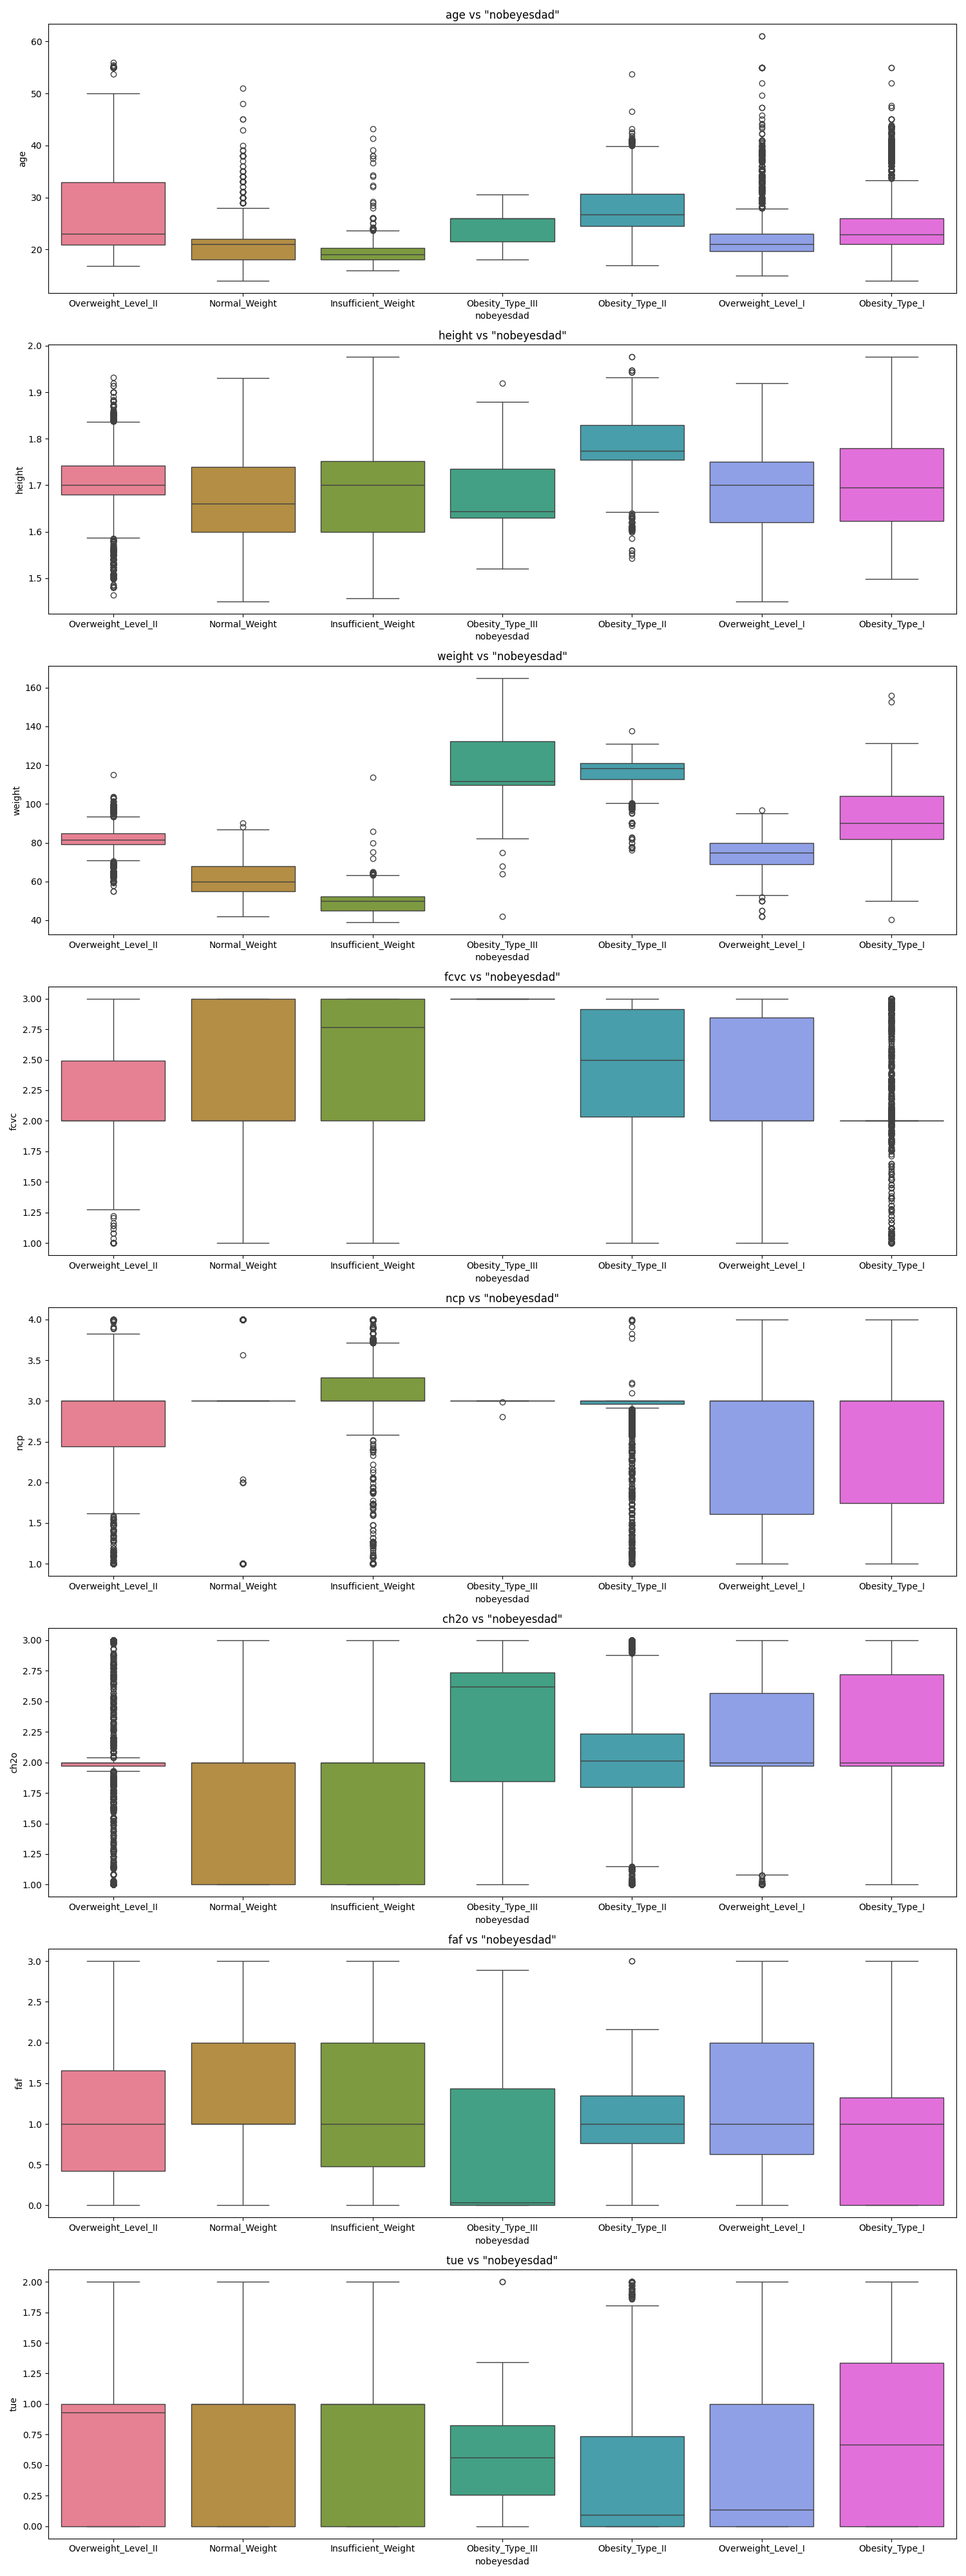 age vs "nobeyesdad"
60
50
40
30
20
age
Overweight_Level_II Normal_Weight Insufficient_Weight Obesity_Type_III Obesity_Type_II Overweight_Level_I Obesity_Type_I
nobeyesdad
height vs "nobeyesdad"
2.0
1.9
1.8
1.7
1.6
1.5
height
Overweight_Level_II Normal_Weight Insufficient_Weight Obesity_Type_III Obesity_Type_II Overweight_Level_I Obesity_Type_I
nobeyesdad
weight vs "nobeyesdad"
160
140
120
100
80
60
40
weight
Overweight_Level_II Normal_Weight Insufficient_Weight Obesity_Type_III Obesity_Type_II Overweight_Level_I Obesity_Type_I
nobeyesdad
fcvc vs "nobeyesdad"
3.00
2.75
2.50
2.25
2.00
1.75
1.50
1.25
1.00
fcvc
Overweight_Level_II Normal_Weight Insufficient_Weight Obesity_Type_III Obesity_Type_II Overweight_Level_I Obesity_Type_I
nobeyesdad
ncp vs "nobeyesdad"
4.0
3.5
3.0
2.5
2.0
1.5
1.0
ncp
Overweight_Level_II Normal_Weight Insufficient_Weight Obesity_Type_III Obesity_Type_II Overweight_Level_I Obesity_Type_I
nobeyesdad
ch2o vs "nobeyesdad"
3.00
2.75
2.50
2.25
2.00
1.75
1.50
1.25
1.00
ch2o
Overweight_Level_II Normal_Weight Insufficient_Weight Obesity_Type_III Obesity_Type_II Overweight_Level_I Obesity_Type_I
nobeyesdad
faf vs "nobeyesdad"
3.0
2.5
2.0
1.5
1.0
0.5
0.0
faf
Overweight_Level_II Normal_Weight Insufficient_Weight Obesity_Type_III Obesity_Type_II Overweight_Level_I Obesity_Type_I
nobeyesdad
tue vs "nobeyesdad"
2.00
1.75
1.50
1.25
1.00
0.75
0.50
0.25
0.00
tue
Overweight_Level_II Normal_Weight Insufficient_Weight Obesity_Type_III Obesity_Type_II Overweight_Level_I Obesity_Type_I
nobeyesdad